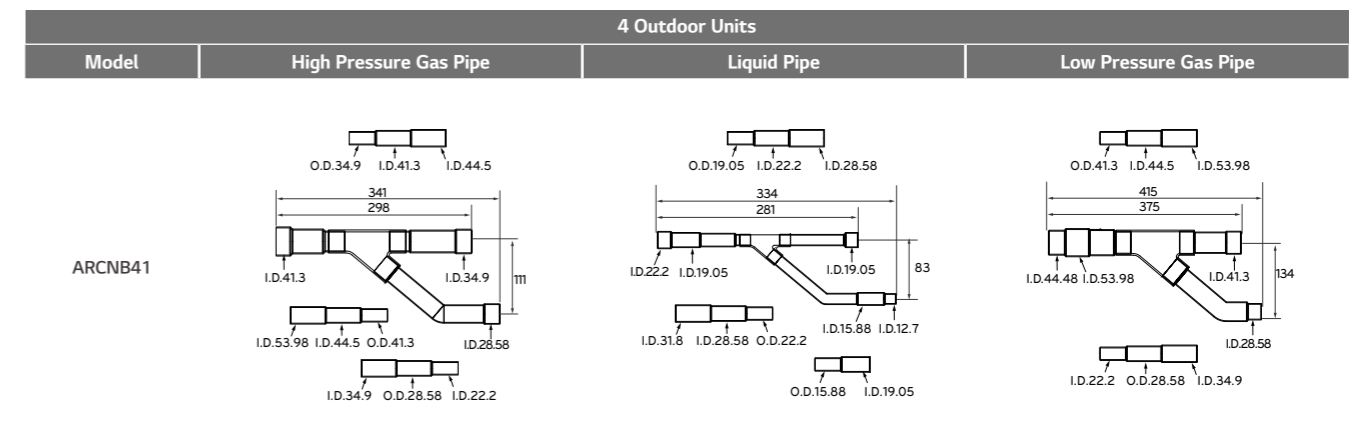 4 Outdoor Units
Model High Pressure Gas Pipe Liquid Pipe Low Pressure Gas Pipe
ARCNB41
O.D.34.9 I.D.41.3 I.D.44.5
341
298
I.D.41.3 I.D.34.9
111
I.D.53.98 I.D.44.5 O.D.41.3 I.D.28.58
I.D.34.9 O.D.28.58 I.D.22.2
O.D.19.05 I.D.22.2 I.D.28.58
334
281
I.D.22.2 I.D.19.05 I.D.19.05
83
I.D.15.88 I.D.12.7
I.D.31.8 I.D.28.58 O.D.22.2
O.D.15.88 I.D.19.05
O.D.41.3 I.D.44.5 I.D.53.98
415
375
I.D.44.48 I.D.53.98 I.D.41.3
134
I.D.28.58
I.D.22.2 O.D.28.58 I.D.34.9